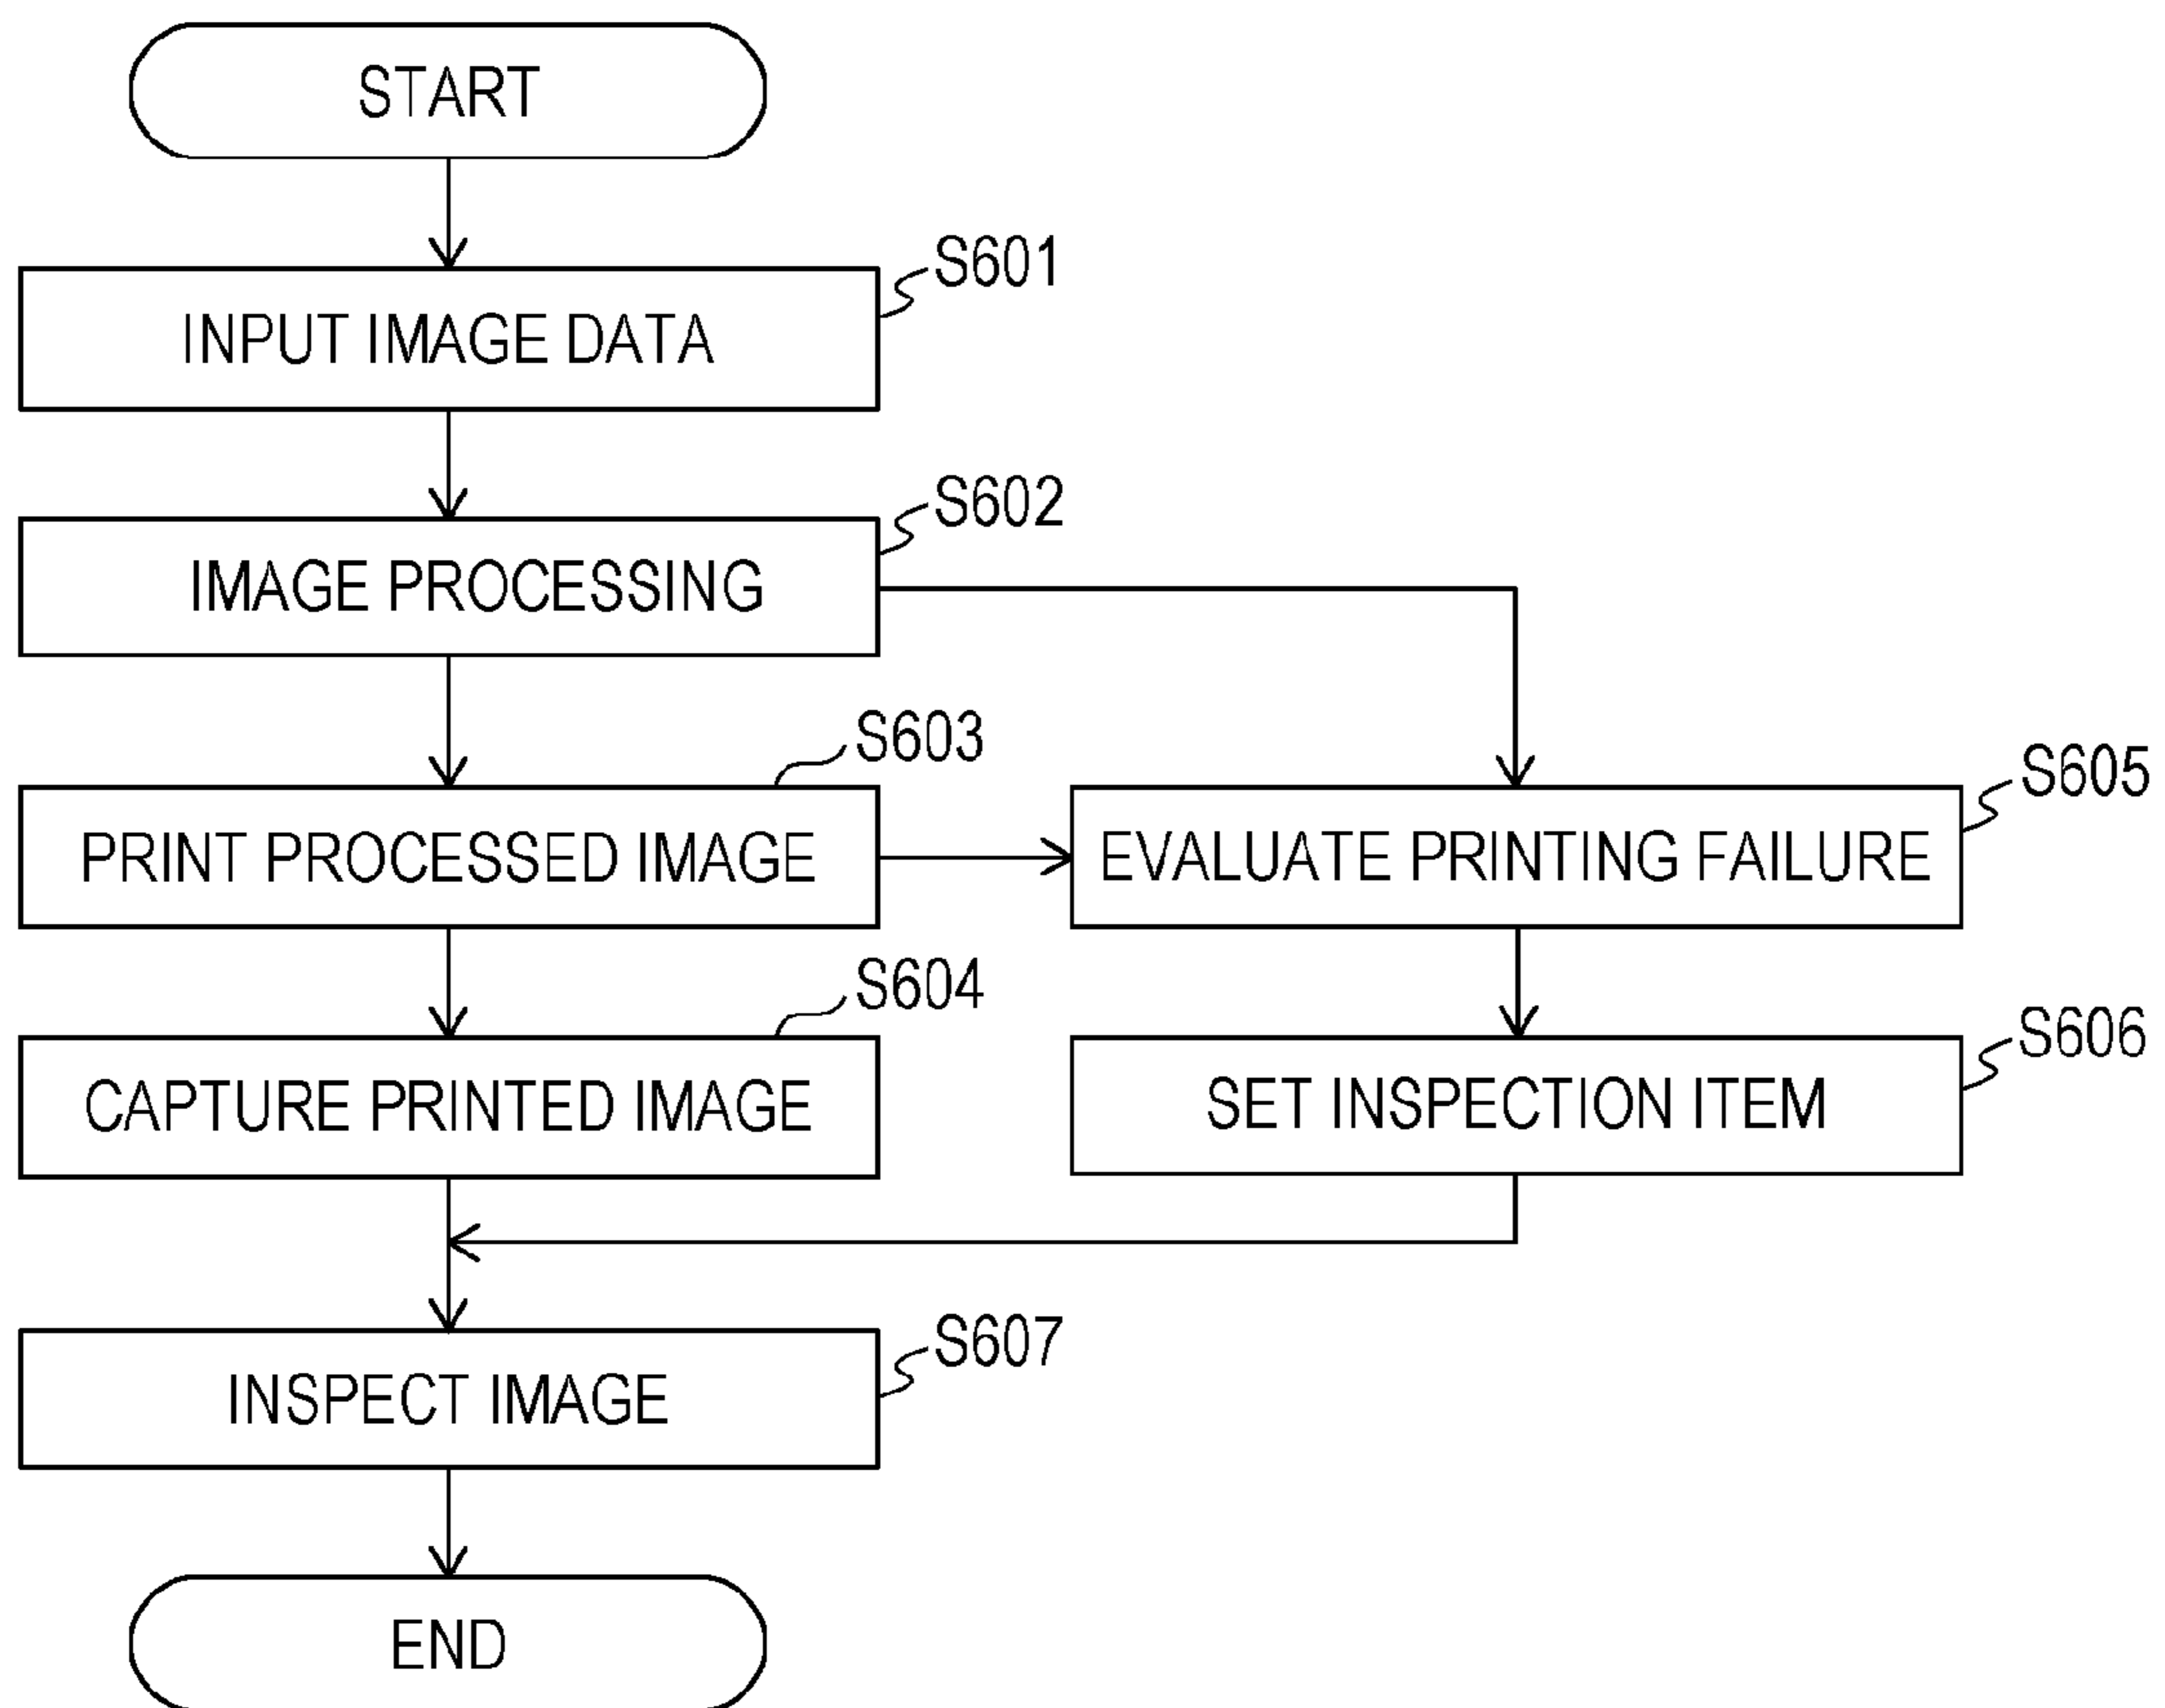 START
S601
INPUT IMAGE DATA
S602
IMAGE PROCESSING
S603
PRINT PROCESSED IMAGE
S605
EVALUATE PRINTING FAILURE
S604
CAPTURE PRINTED IMAGE
S606
SET INSPECTION ITEM
S607
INSPECT IMAGE
END